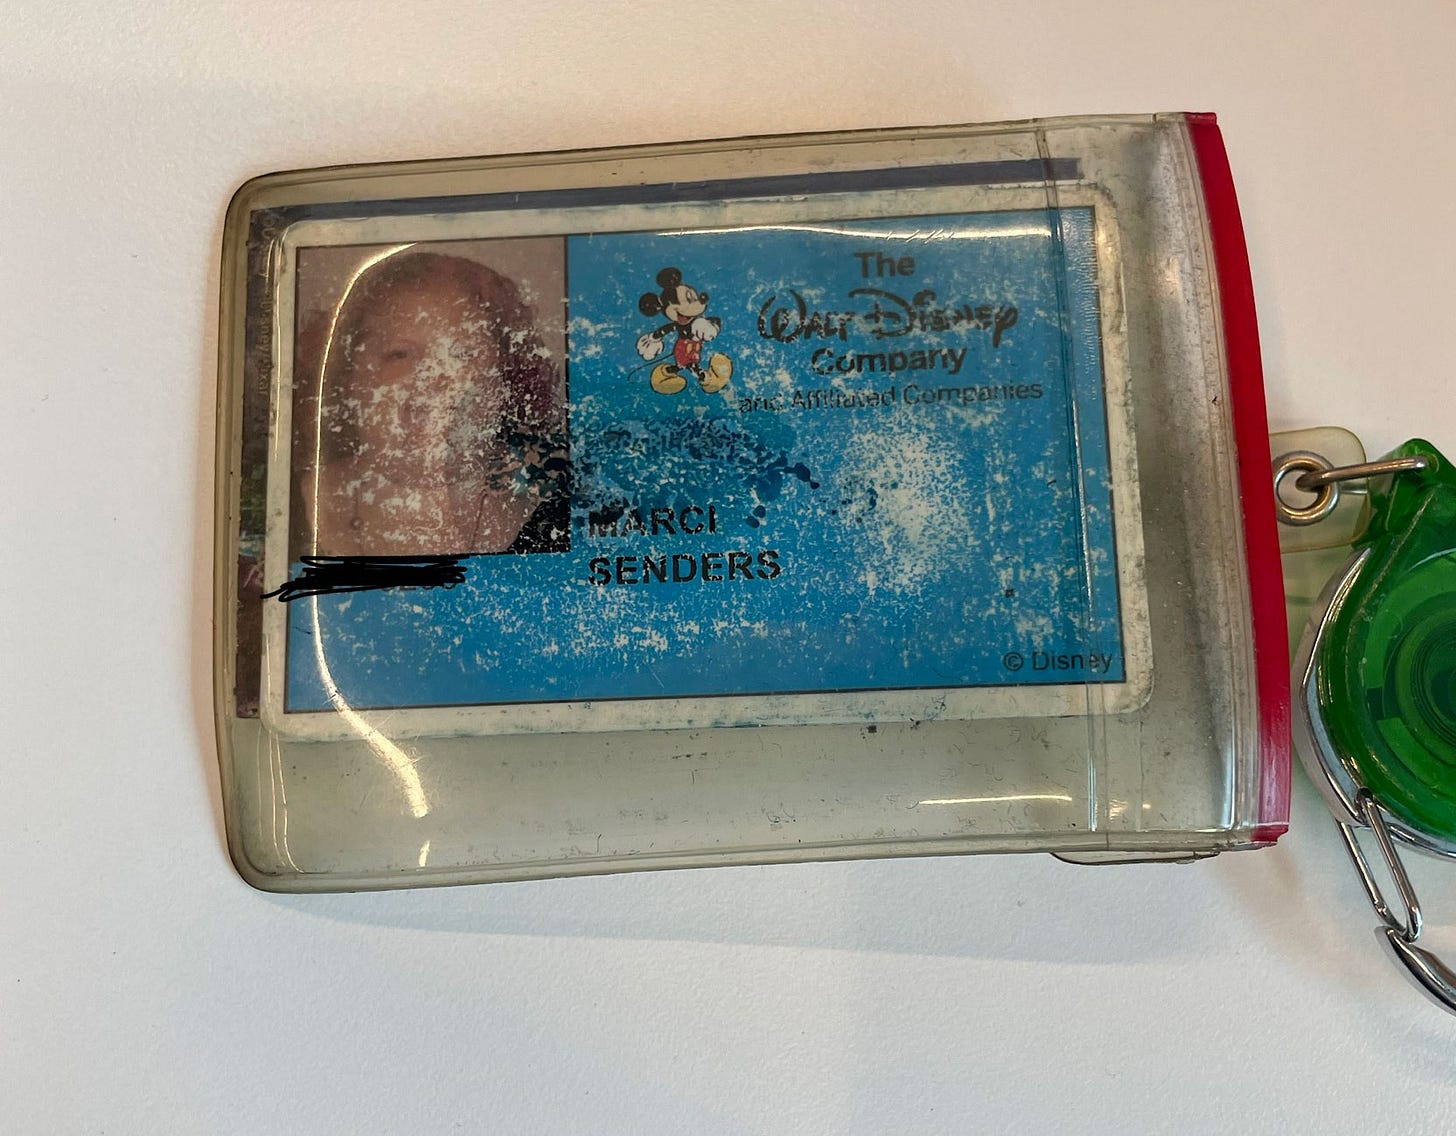 The
Walt Disney
Company
and Affiliated Companies
MARCI
SENDERS
© Disney